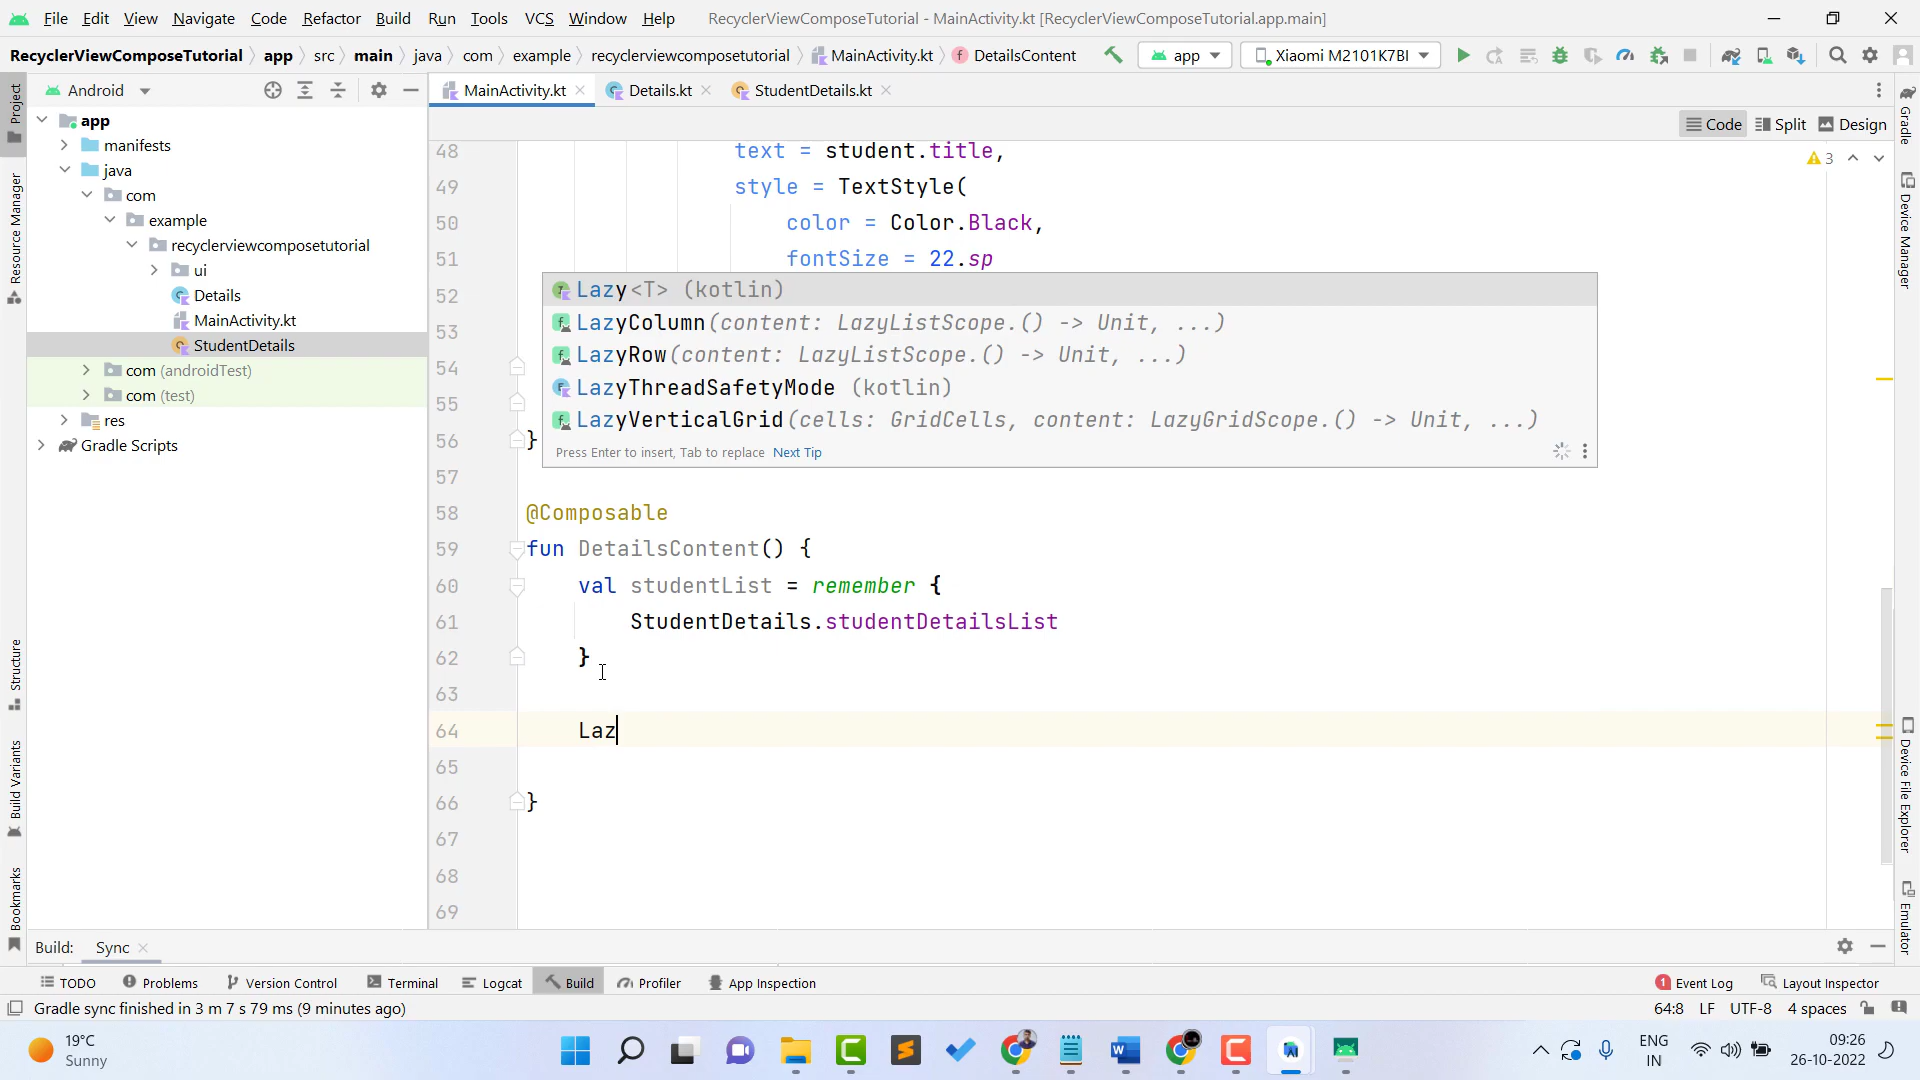 File Edit View Navigate Code Refactor Build Run Tools VCS Window Help RecyclerViewComposeTutorial - MainActivity.kt [RecyclerViewComposeTutorial.app.main]
RecyclerViewComposeTutorial app src main java com example recyclerviewcomposetutorial MainActivity.kt DetailsContent app Xiaomi M2101K7BI
Android MainActivity.kt Details.kt StudentDetails.kt
Code Split Design
Project
Resource Manager
Structure
Build Variants
Bookmarks
app
manifests
java
com
example
recyclerviewcomposetutorial
ui
Details
MainActivity.kt
StudentDetails
com (androidTest)
com (test)
res
Gradle Scripts
48 text = student.title,
49 style = TextStyle(
50 color = Color.Black,
51 fontSize = 22.sp
52
53
54
55
56 }
57
58 @Composable
59 fun DetailsContent() {
60 val studentList = remember {
61 StudentDetails.studentDetailsList
62 }
63
64 Laz
65
66 }
67
68
69
Lazy<T> (kotlin)
LazyColumn(content: LazyListScope.() -> Unit, ...)
LazyRow(content: LazyListScope.() -> Unit, ...)
LazyThreadSafetyMode (kotlin)
LazyVerticalGrid(cells: GridCells, content: LazyGridScope.() -> Unit, ...)
Press Enter to insert, Tab to replace Next Tip
3
Gradle
Device Manager
Device File Explorer
Emulator
Build: Sync
TODO Problems Version Control Terminal Logcat Build Profiler App Inspection 1 Event Log Layout Inspector
Gradle sync finished in 3 m 7 s 79 ms (9 minutes ago) 64:8 LF UTF-8 4 spaces
19°C
Sunny
ENG
IN
09:26
26-10-2022